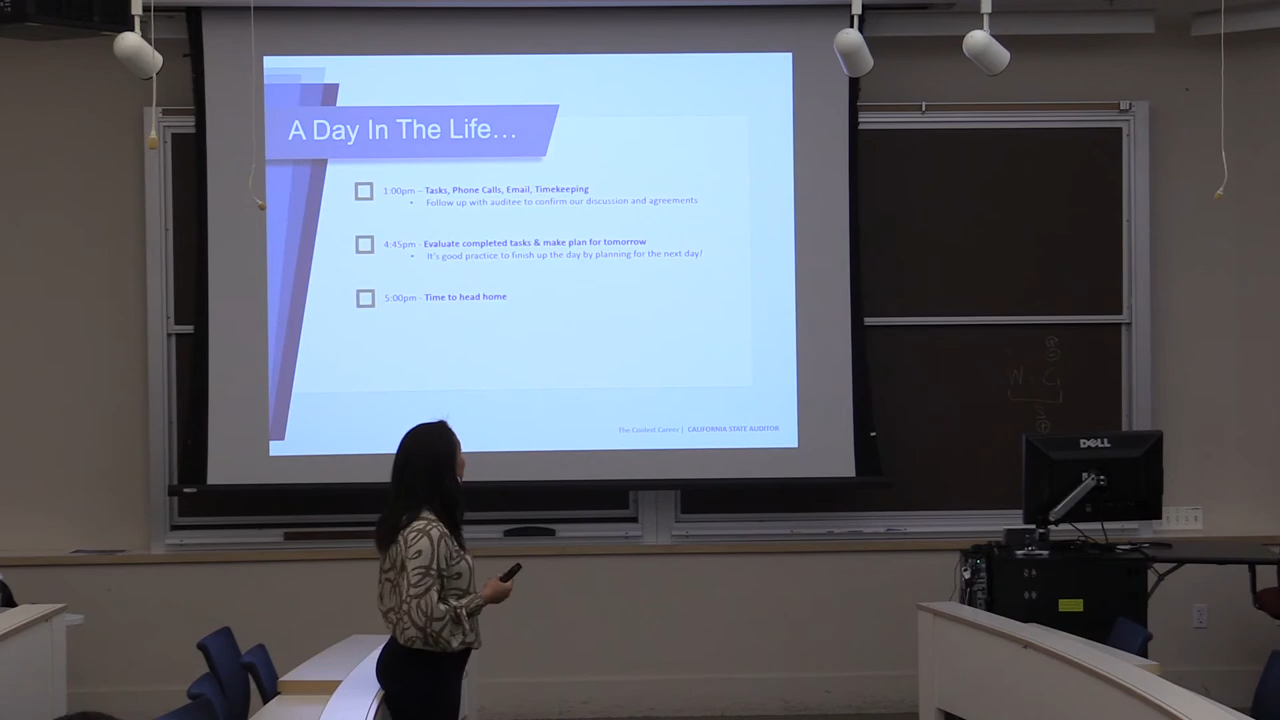 A Day In The Life...
1:00pm – Tasks, Phone Calls, Email, Timekeeping
• Follow up with auditee to confirm our discussion and agreements
4:45pm - Evaluate completed tasks & make plan for tomorrow
• It's good practice to finish up the day by planning for the next day!
5:00pm - Time to head home
The Coolest Career | CALIFORNIA STATE AUDITOR
W
DELL